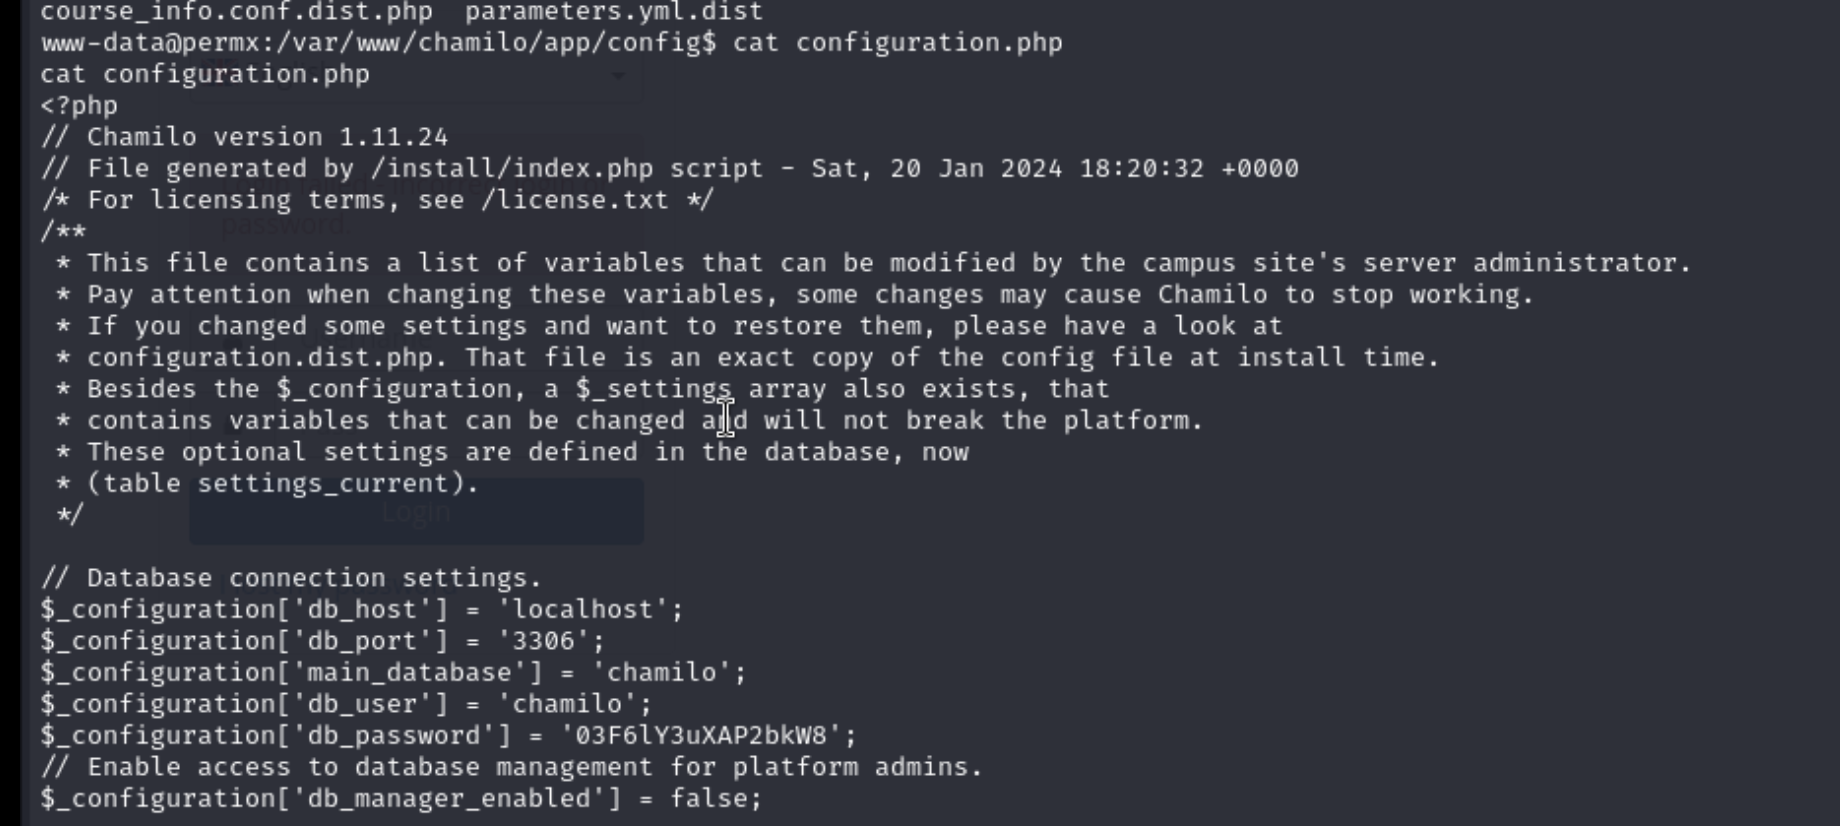 course_info.conf.dist.php  parameters.yml.dist
www-data@permx:/var/www/chamilo/app/config$ cat configuration.php
cat configuration.php
<?php
// Chamilo version 1.11.24
// File generated by /install/index.php script - Sat, 20 Jan 2024 18:20:32 +0000
/* For licensing terms, see /license.txt */
/**
 * This file contains a list of variables that can be modified by the campus site's server administrator.
 * Pay attention when changing these variables, some changes may cause Chamilo to stop working.
 * If you changed some settings and want to restore them, please have a look at
 * configuration.dist.php. That file is an exact copy of the config file at install time.
 * Besides the $_configuration, a $_settings array also exists, that
 * contains variables that can be changed and will not break the platform.
 * These optional settings are defined in the database, now
 * (table settings_current).
 */
Login

// Database connection settings.
$_configuration['db_host'] = 'localhost';
$_configuration['db_port'] = '3306';
$_configuration['main_database'] = 'chamilo';
$_configuration['db_user'] = 'chamilo';
$_configuration['db_password'] = '03F6lY3uXAP2bkW8';
// Enable access to database management for platform admins.
$_configuration['db_manager_enabled'] = false;